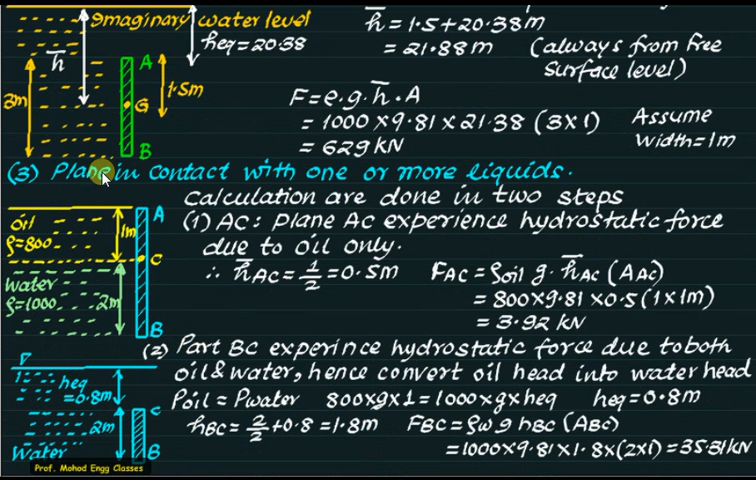 gmaginary water level
heq=20.38
h̄
3m
A
G
B
1.5m
h̄ = 1.5+20.38m
= 21.88m (always from free
surface level)
F = ρ.g.h̄.A
= 1000×9.81×21.38 (3×1) Assume
= 629 kN width=1m
(3) Plane in contact with one or more liquids.
Calculation are done in two steps
(1) AC: Plane AC experience hydrostatic force
due to oil only.
∴ h̄AC = 1/2 = 0.5m FAC = ρoil g. h̄AC (AAC)
= 800×9.81×0.5(1×1m)
= 3.92 kN
oil
ρ=800
1m
A
C
water
ρ=1000
2m
B
(2) Part BC experince hydrostatic force due to both
oil & water, hence convert oil head into water head
Poil = Pwater 800×g×1 = 1000×g×heq heq = 0.8m
hBC = 2/2 + 0.8 = 1.8m FBC = ρw g hBC (ABC)
= 1000×9.81×1.8×(2×1) = 35.31kN
heq
=0.8m
C
2m
B
Water
Prof. Mohod Engg Classes